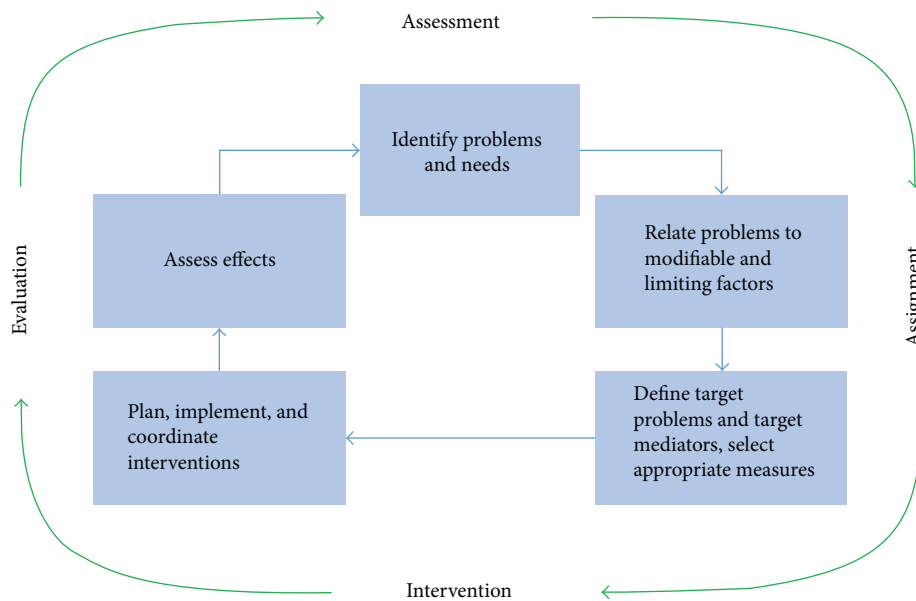 Assessment
Identify problems
and needs
Assess effects
Relate problems to
modifiable and
limiting factors
Evaluation
Assignment
Plan, implement, and
coordinate
interventions
Define target
problems and target
mediators, select
appropriate measures
Intervention